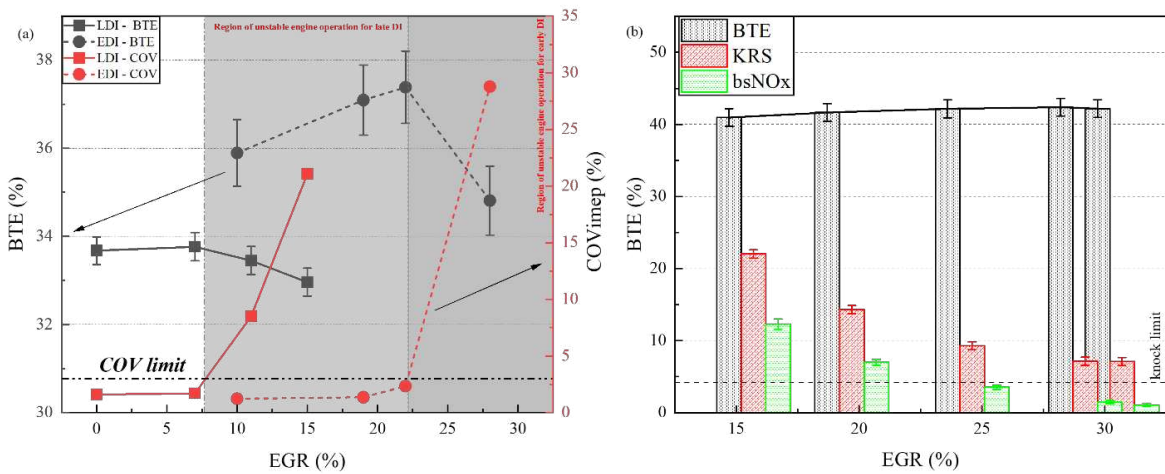 (a)
LDI - BTE
EDI - BTE
LDI - COV
EDI - COV
Region of unstable engine operation for late DI
Region of unstable engine operation for early DI
COV limit
BTE (%)
38
36
34
32
30
0
5
10
15
20
25
30
EGR (%)
35
30
25
20
15
10
5
0
COVimep (%)
(b)
BTE
KRS
bsNOx
knock limit
BTE (%)
50
40
30
20
10
0
15
20
25
30
EGR (%)